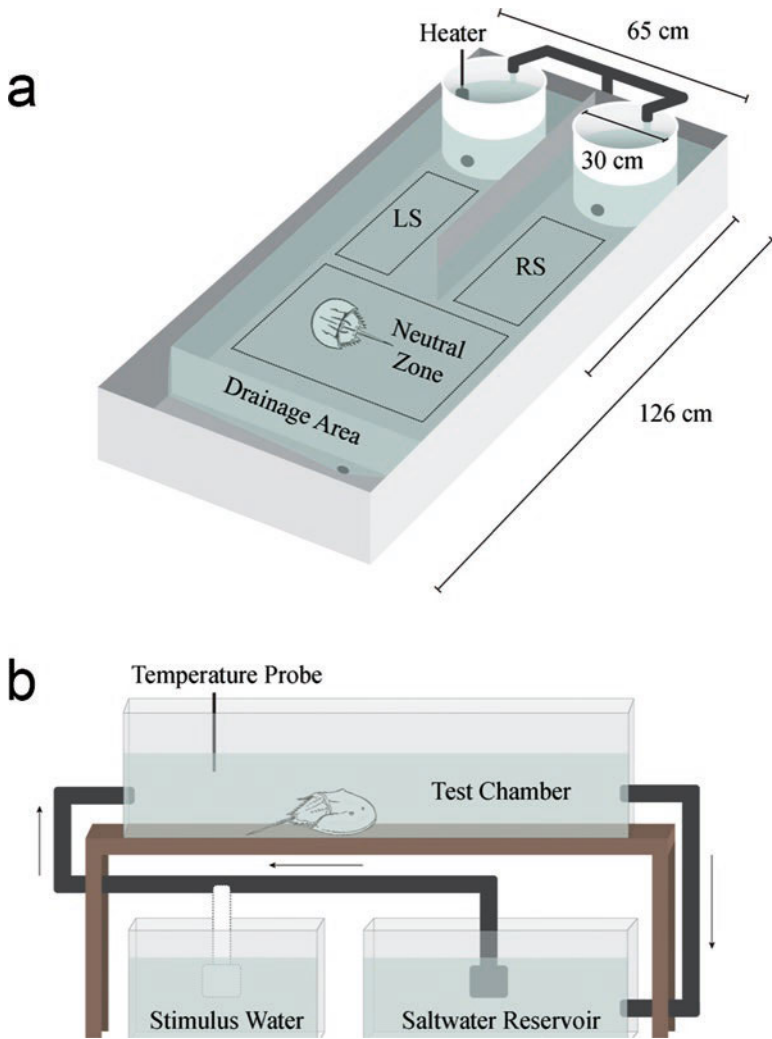 a
Heater
65 cm
30 cm
LS
RS
Neutral
Zone
Drainage Area
126 cm
b
Temperature Probe
Test Chamber
Stimulus Water
Saltwater Reservoir